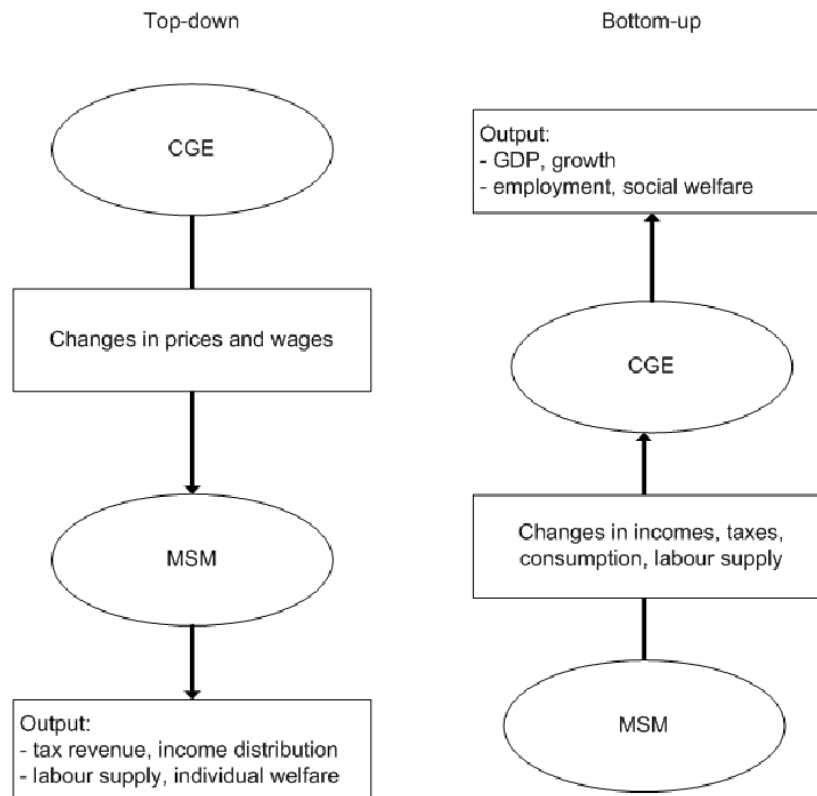 Top-down
CGE
Changes in prices and wages
MSM
Output:
- tax revenue, income distribution
- labour supply, individual welfare
Bottom-up
Output:
- GDP, growth
- employment, social welfare
CGE
Changes in incomes, taxes,
consumption, labour supply
MSM